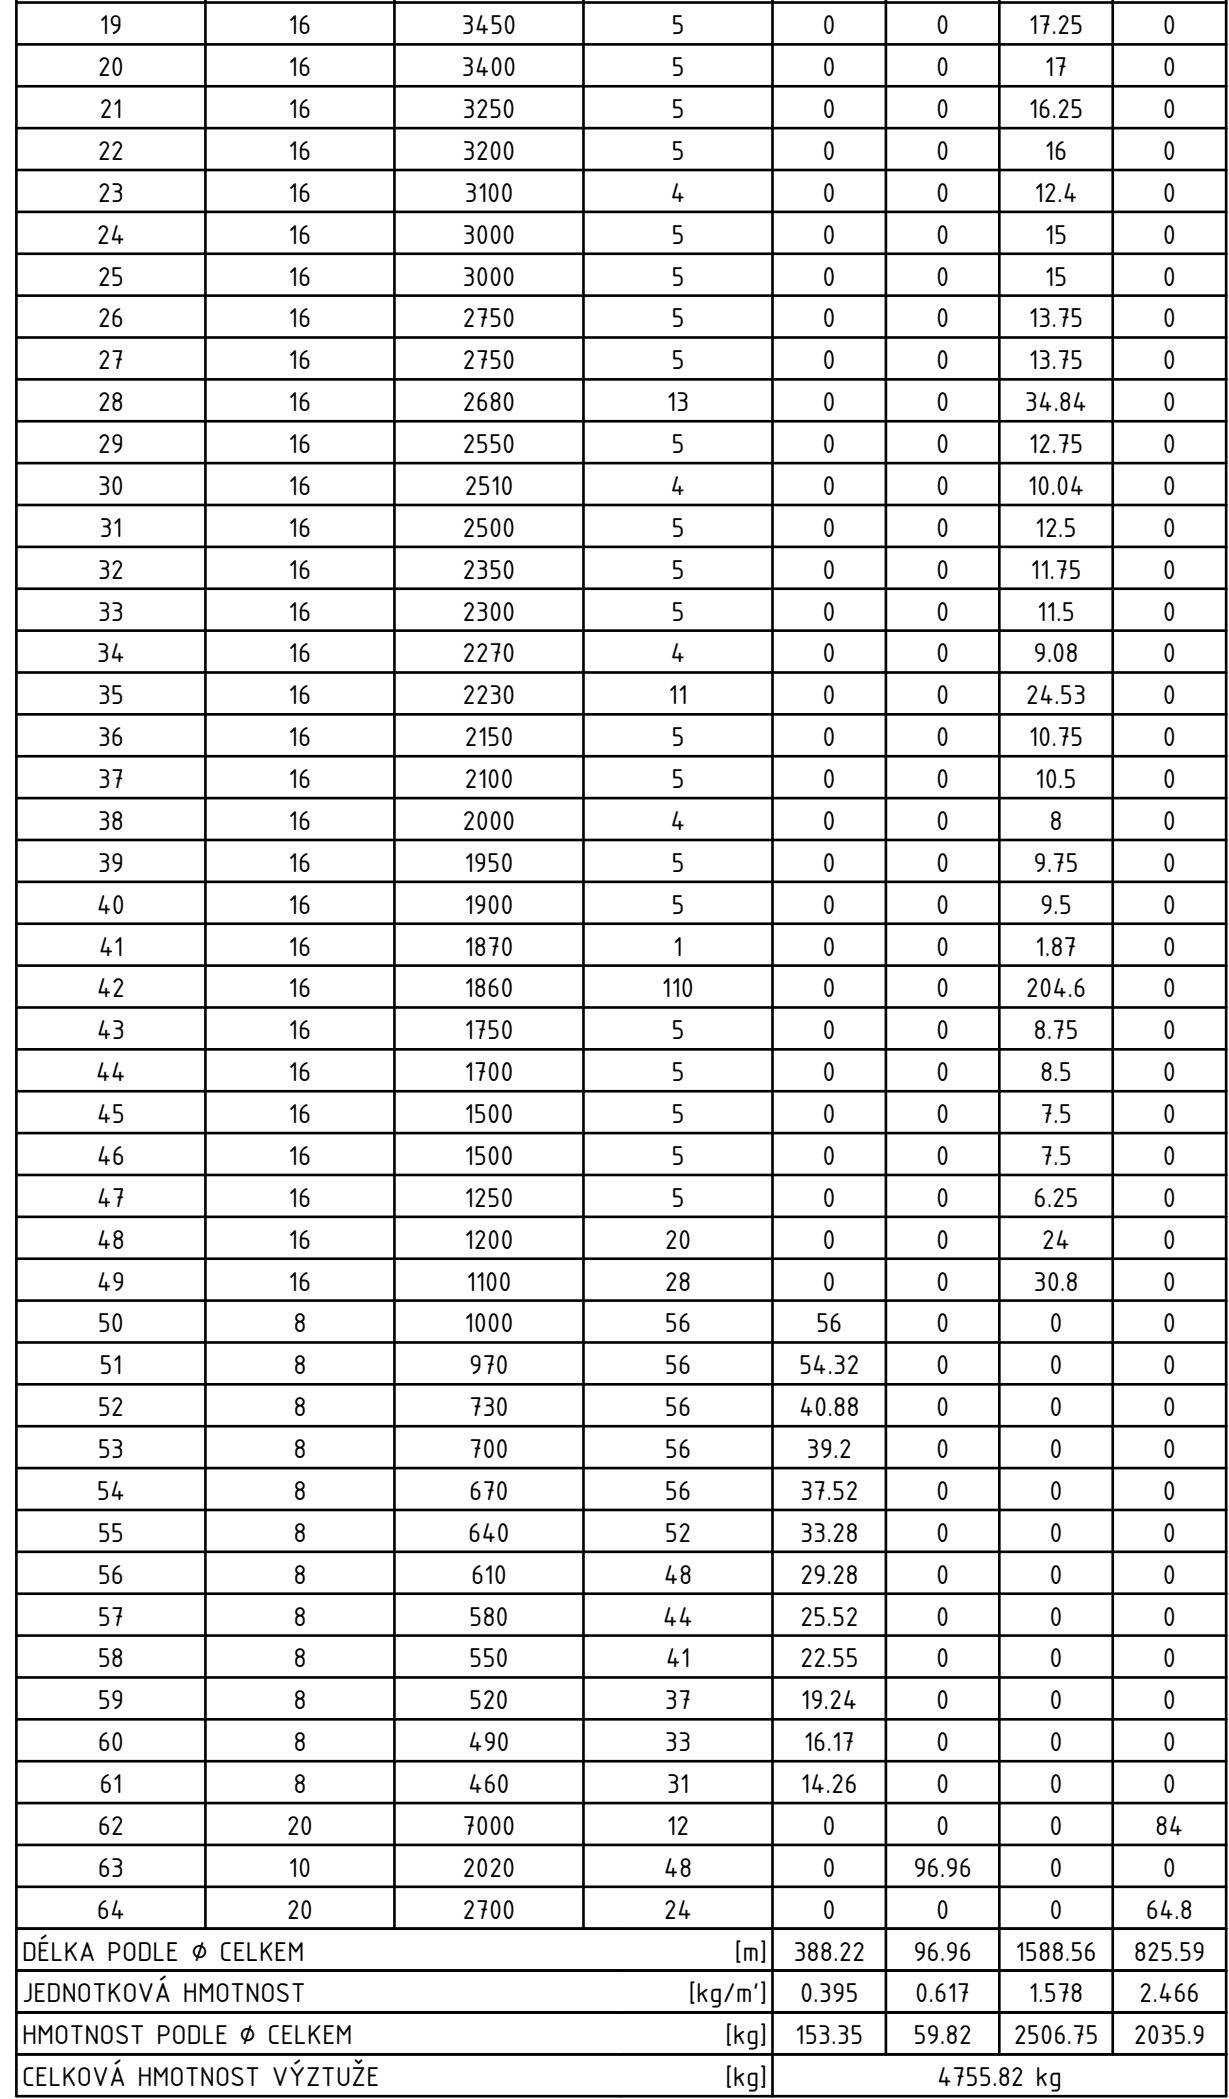 19 16 3450 5 0 0 17.25 0
20 16 3400 5 0 0 17 0
21 16 3250 5 0 0 16.25 0
22 16 3200 5 0 0 16 0
23 16 3100 4 0 0 12.4 0
24 16 3000 5 0 0 15 0
25 16 3000 5 0 0 15 0
26 16 2750 5 0 0 13.75 0
27 16 2750 5 0 0 13.75 0
28 16 2680 13 0 0 34.84 0
29 16 2550 5 0 0 12.75 0
30 16 2510 4 0 0 10.04 0
31 16 2500 5 0 0 12.5 0
32 16 2350 5 0 0 11.75 0
33 16 2300 5 0 0 11.5 0
34 16 2270 4 0 0 9.08 0
35 16 2230 11 0 0 24.53 0
36 16 2150 5 0 0 10.75 0
37 16 2100 5 0 0 10.5 0
38 16 2000 4 0 0 8 0
39 16 1950 5 0 0 9.75 0
40 16 1900 5 0 0 9.5 0
41 16 1870 1 0 0 1.87 0
42 16 1860 110 0 0 204.6 0
43 16 1750 5 0 0 8.75 0
44 16 1700 5 0 0 8.5 0
45 16 1500 5 0 0 7.5 0
46 16 1500 5 0 0 7.5 0
47 16 1250 5 0 0 6.25 0
48 16 1200 20 0 0 24 0
49 16 1100 28 0 0 30.8 0
50 8 1000 56 56 0 0 0
51 8 970 56 54.32 0 0 0
52 8 730 56 40.88 0 0 0
53 8 700 56 39.2 0 0 0
54 8 670 56 37.52 0 0 0
55 8 640 52 33.28 0 0 0
56 8 610 48 29.28 0 0 0
57 8 580 44 25.52 0 0 0
58 8 550 41 22.55 0 0 0
59 8 520 37 19.24 0 0 0
60 8 490 33 16.17 0 0 0
61 8 460 31 14.26 0 0 0
62 20 7000 12 0 0 0 84
63 10 2020 48 0 96.96 0 0
64 20 2700 24 0 0 0 64.8
DÉLKA PODLE Ø CELKEM [m] 388.22 96.96 1588.56 825.59
JEDNOTKOVÁ HMOTNOST [kg/m'] 0.395 0.617 1.578 2.466
HMOTNOST PODLE Ø CELKEM [kg] 153.35 59.82 2506.75 2035.9
CELKOVÁ HMOTNOST VÝZTUŽE [kg] 4755.82 kg